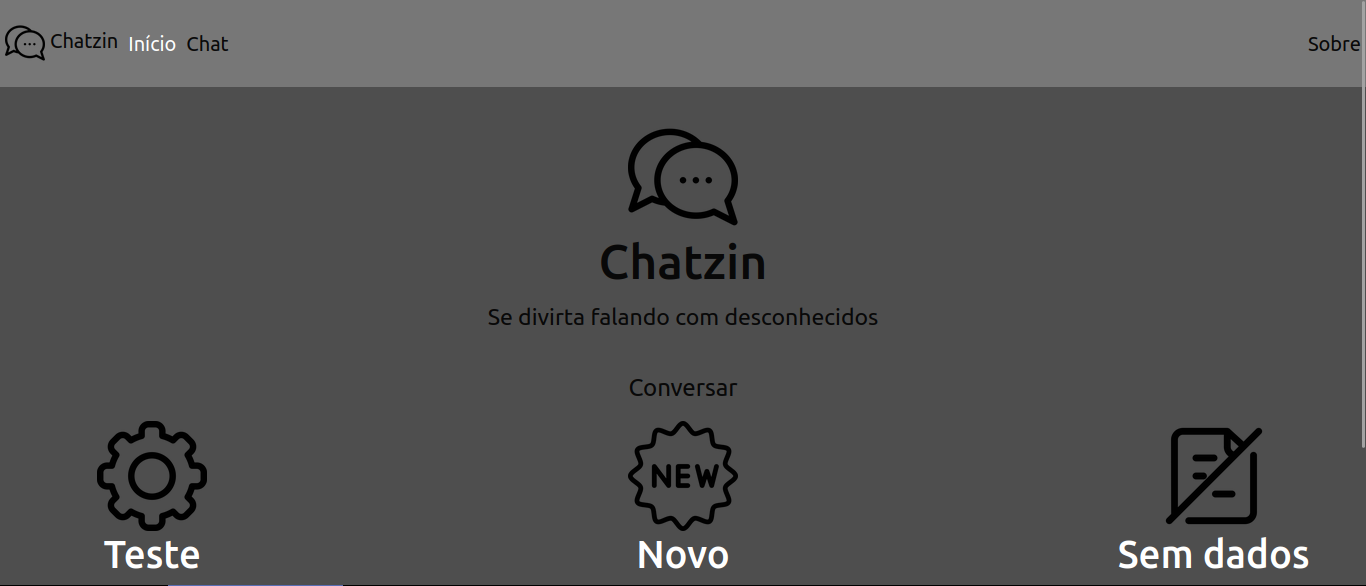 Chatzin Início Chat Sobre
Chatzin
Se divirta falando com desconhecidos
Conversar
NEW
Teste Novo Sem dados